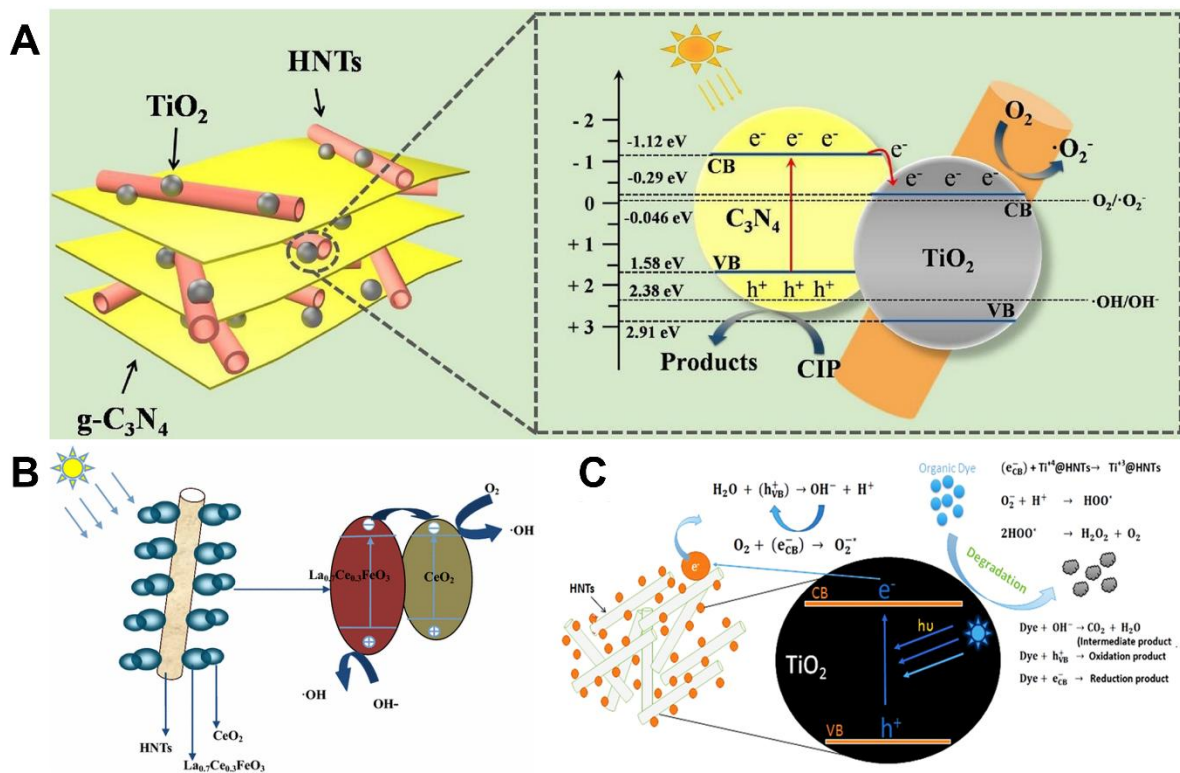 A
HNTs
TiO₂
g-C₃N₄
- 2
- 1
0
+ 1
+ 2
+ 3
-1.12 eV
-0.29 eV
-0.046 eV
1.58 eV
2.38 eV
2.91 eV
e⁻ e⁻ e⁻
CB
e⁻
C₃N₄
VB
h⁺ h⁺ h⁺
Products
CIP
O₂
·O₂⁻
e⁻ e⁻ e⁻
CB
TiO₂
VB
O₂/·O₂⁻
·OH/OH⁻
B
HNTs
La₀.₇Ce₀.₃FeO₃
CeO₂
La₀.₇Ce₀.₃FeO₃
CeO₂
O₂
·OH
·OH
OH-
C
H₂O + (h⁺VB) → OH⁻ + H⁺
O₂ + (e⁻CB) → O₂⁻•
e⁻
HNTs
CB
e⁻
hυ
TiO₂
VB
h⁺
Organic Dye
Degradation
(e⁻CB) + Ti⁺⁴@HNTs→ Ti⁺³@HNTs
O₂⁻ + H⁺ → HOO•
2HOO• → H₂O₂ + O₂
Dye + OH⁻ → CO₂ + H₂O
(Intermediate product
Dye + h⁺VB → Oxidation product
Dye + e⁻CB → Reduction product